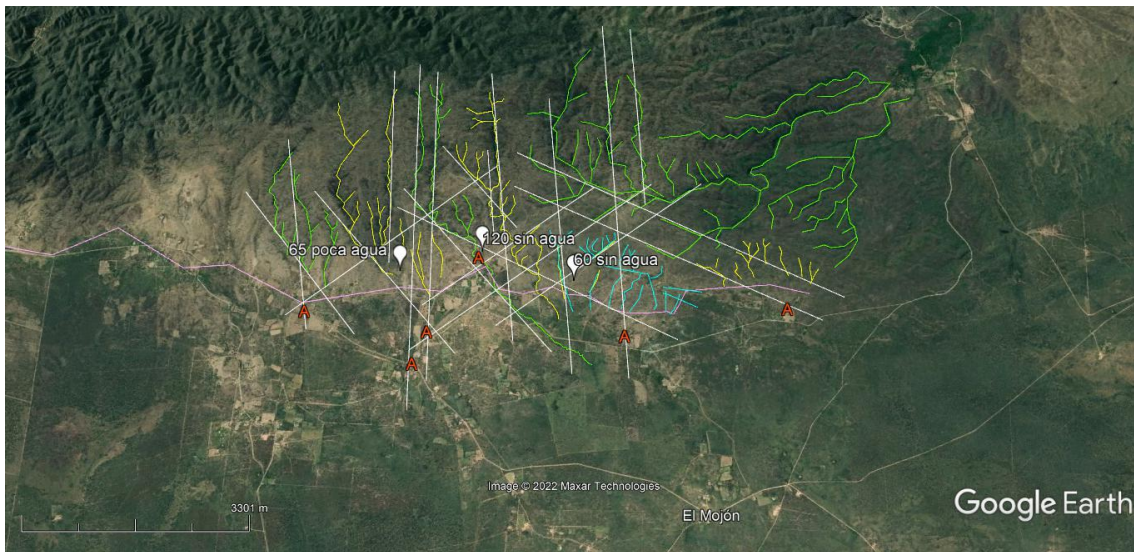 65 poca agua
120 sin agua
A
60 sin agua
A
A
A
A
A
Image © 2022 Maxar Technologies
3301 m
El Mojón
Google Earth